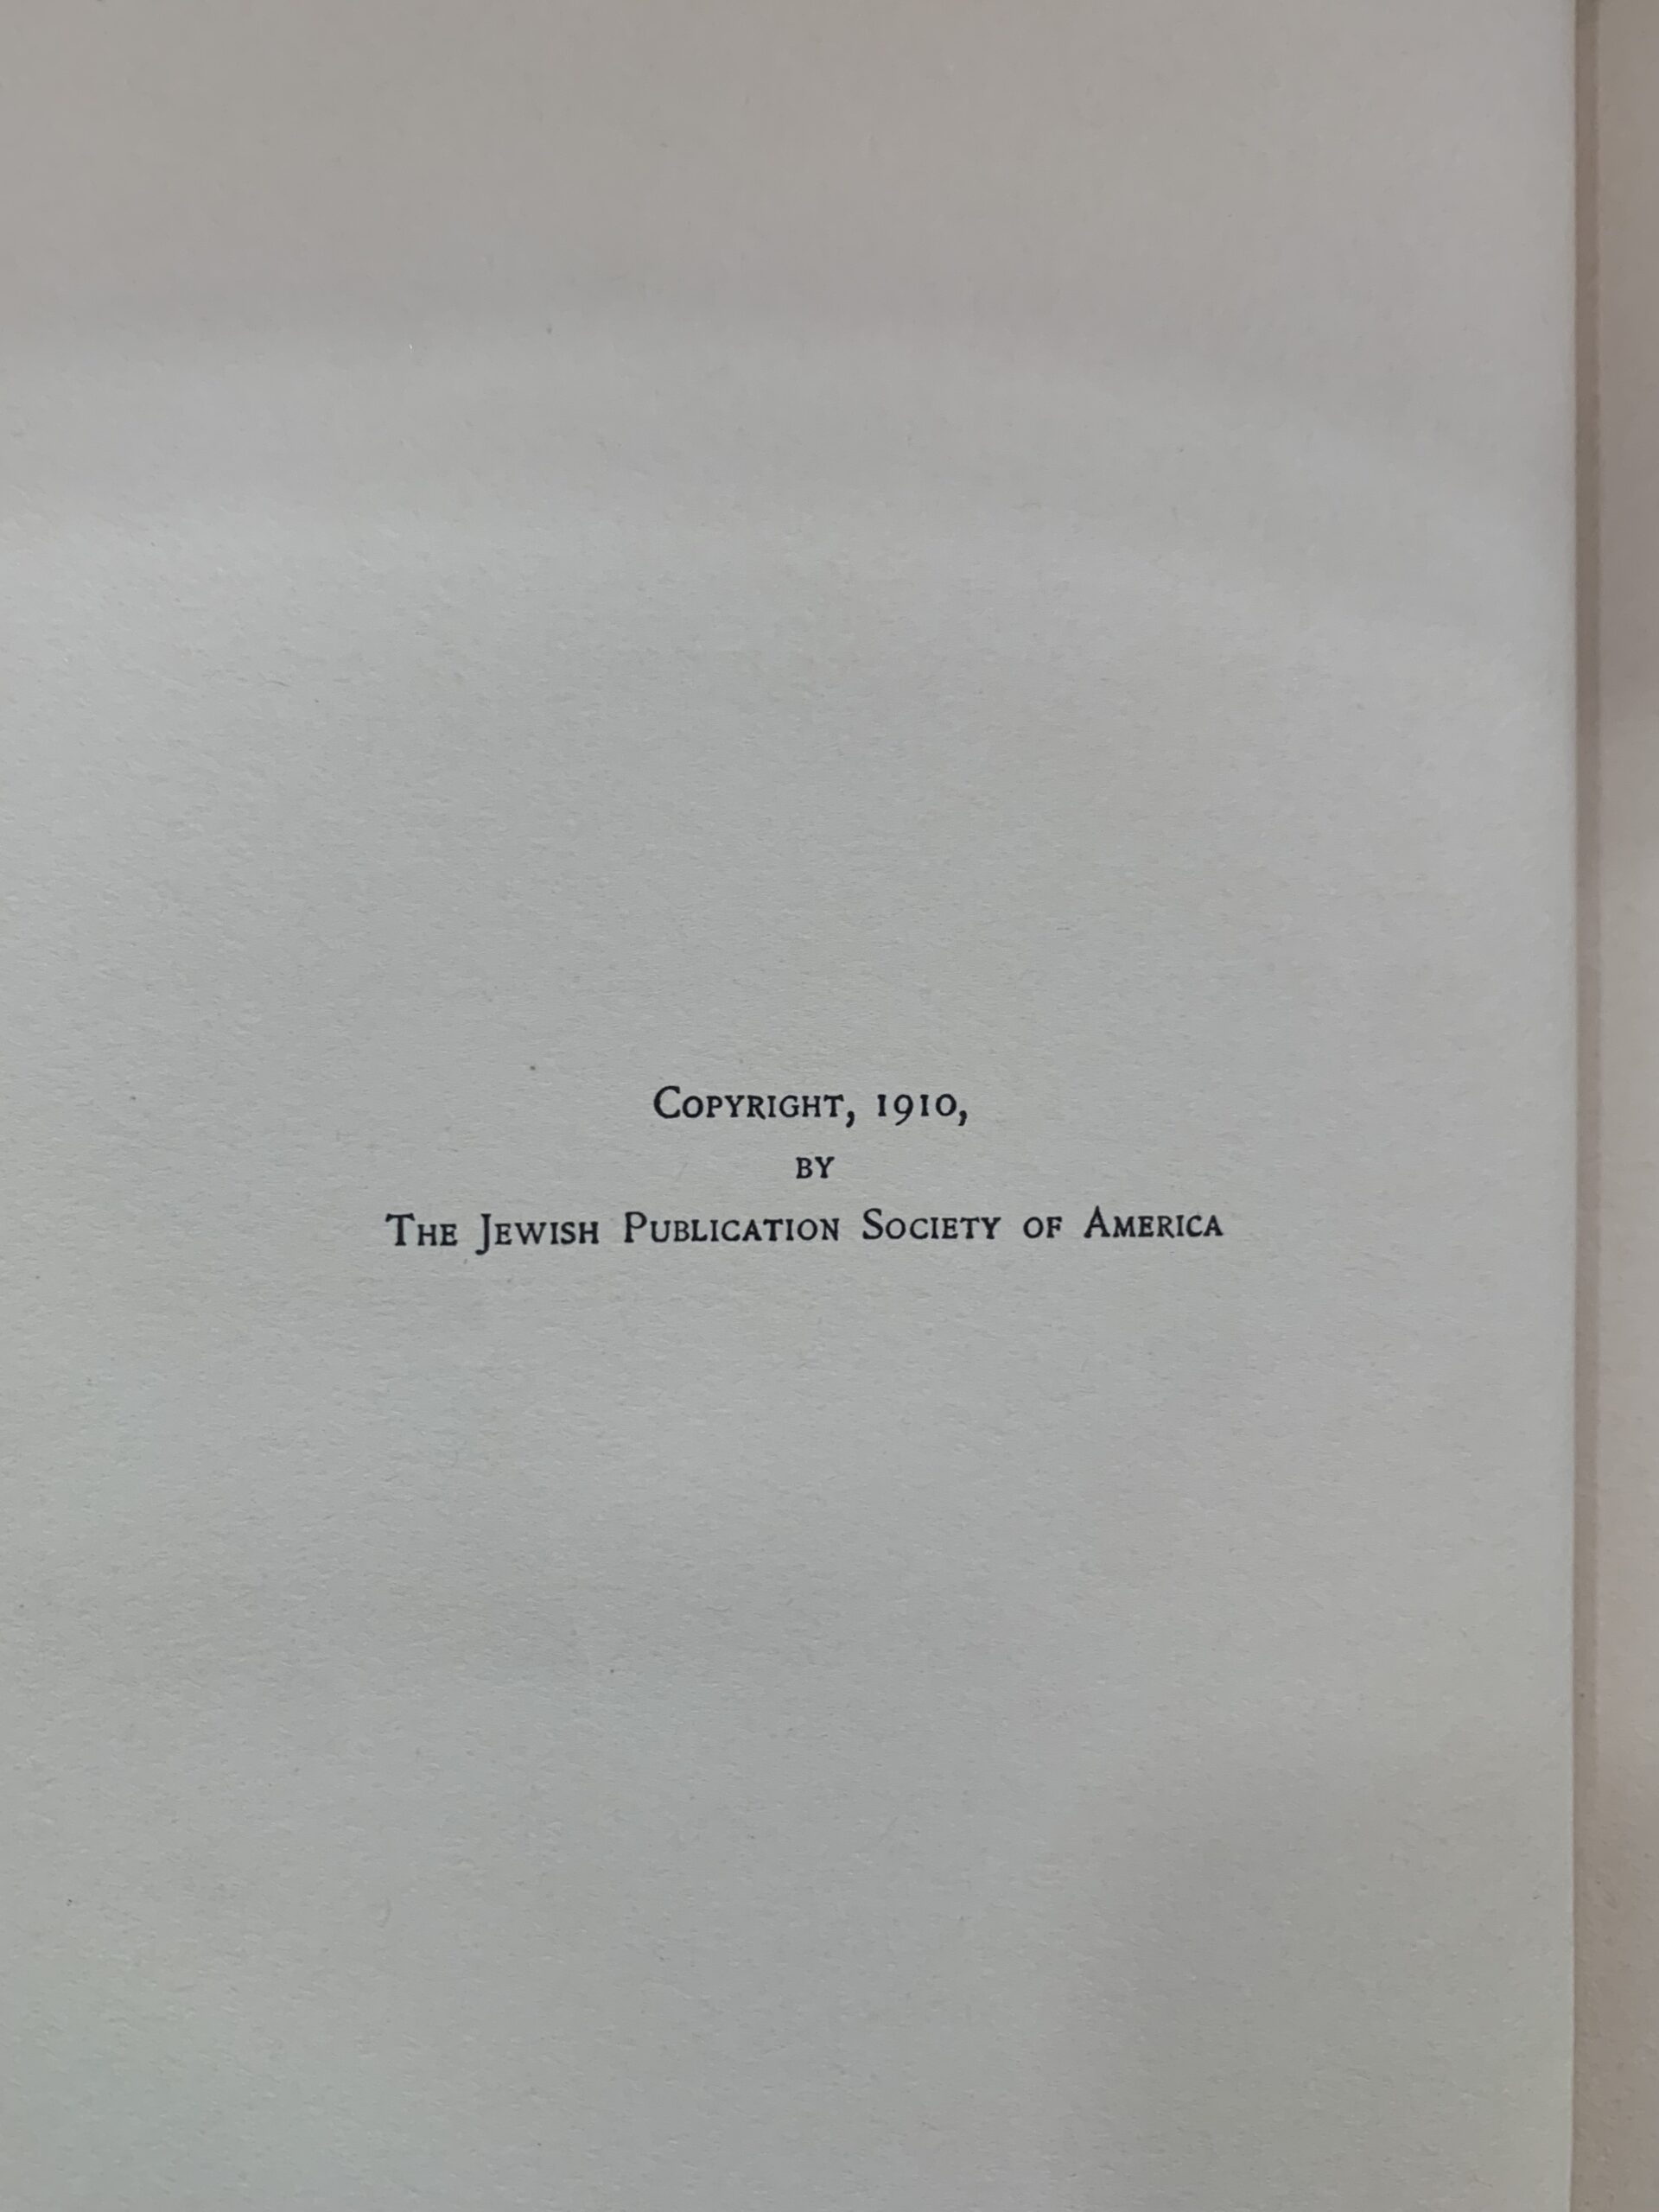 Copyright, 1910,
by
The Jewish Publication Society of America